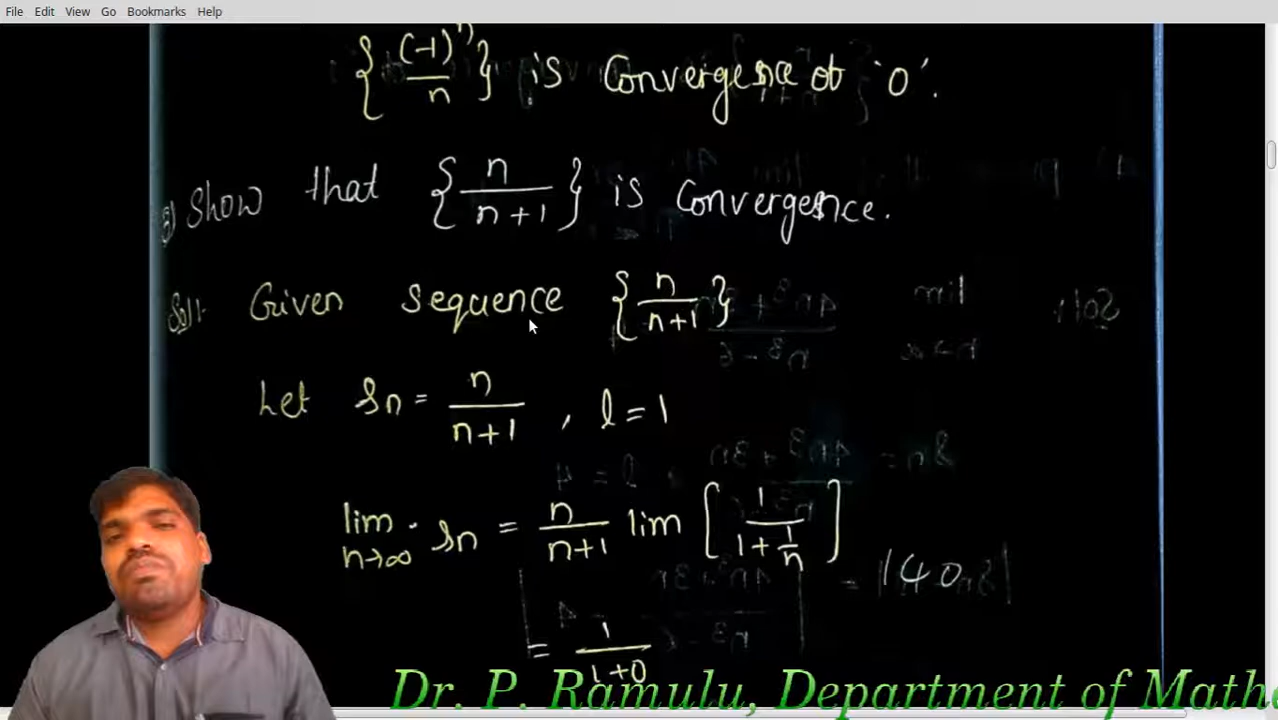 File Edit View Go Bookmarks Help
{(-1)^n/n} is Convergence at '0'.
8) Show that {n/n+1} is Convergence.
Sol: Given Sequence {n/n+1}
Let Sn = n/n+1 , l = 1
lim n→∞ Sn = n/n+1 lim [1/1+1/n]
= 1/1+0
Dr. P. Ramulu, Department of Mathe